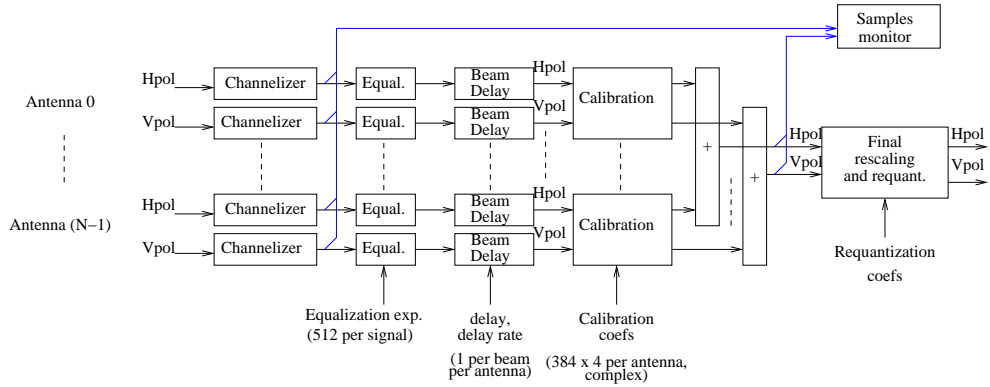 Samples
monitor
Antenna 0
Hpol
Channelizer
Equal.
Beam
Delay
Hpol
Calibration
Vpol
Channelizer
Equal.
Beam
Delay
Vpol
+
+
Hpol
Vpol
Final
rescaling
and requant.
Hpol
Vpol
Antenna (N−1)
Hpol
Channelizer
Equal.
Beam
Delay
Hpol
Calibration
Vpol
Channelizer
Equal.
Beam
Delay
Vpol
Equalization exp.
(512 per signal)
delay,
delay rate
(1 per beam
per antenna)
Calibration
coefs
(384 x 4 per antenna,
complex)
Requantization
coefs